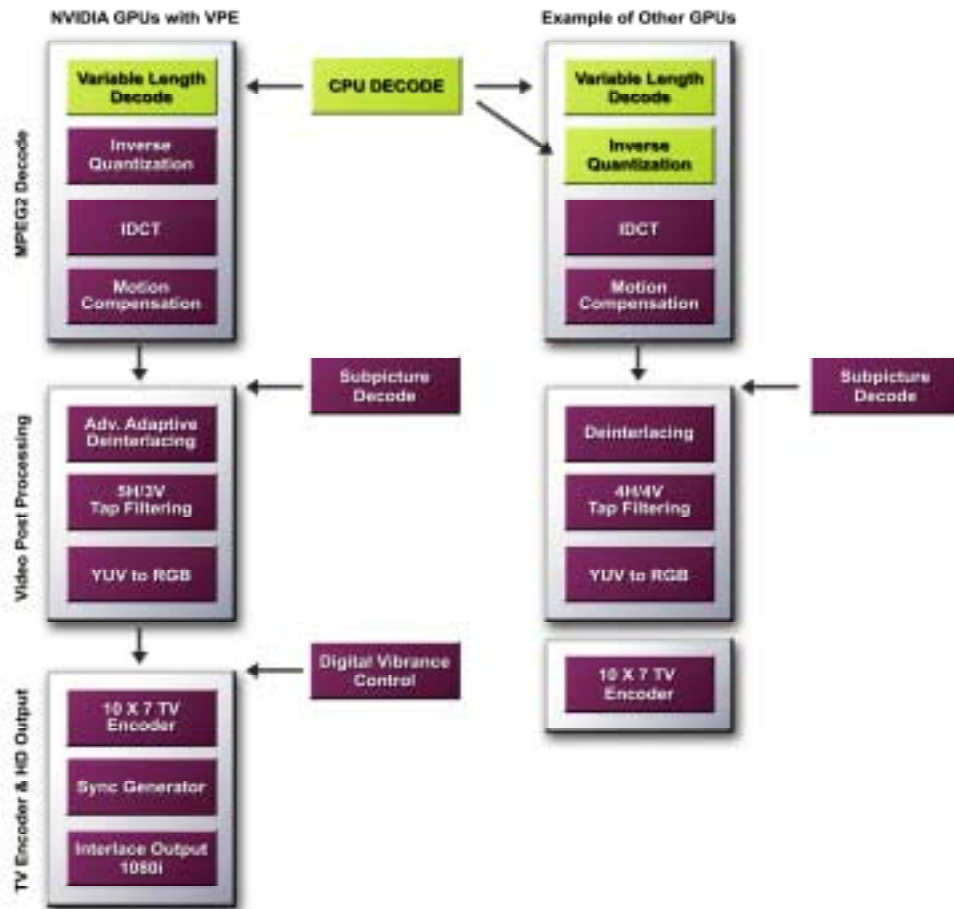 NVIDIA GPUs with VPE
Example of Other GPUs
MPEG2 Decode
Variable Length
Decode
Inverse
Quantization
IDCT
Motion
Compensation
CPU DECODE
Variable Length
Decode
Inverse
Quantization
IDCT
Motion
Compensation
Video Post Processing
Subpicture
Decode
Adv. Adaptive
Deinterlacing
5H/3V
Tap Filtering
YUV to RGB
Subpicture
Decode
Deinterlacing
4H/4V
Tap Filtering
YUV to RGB
TV Encoder & HD Output
Digital Vibrance
Control
10 X 7 TV
Encoder
Sync Generator
Interlace Output
1080i
10 X 7 TV
Encoder